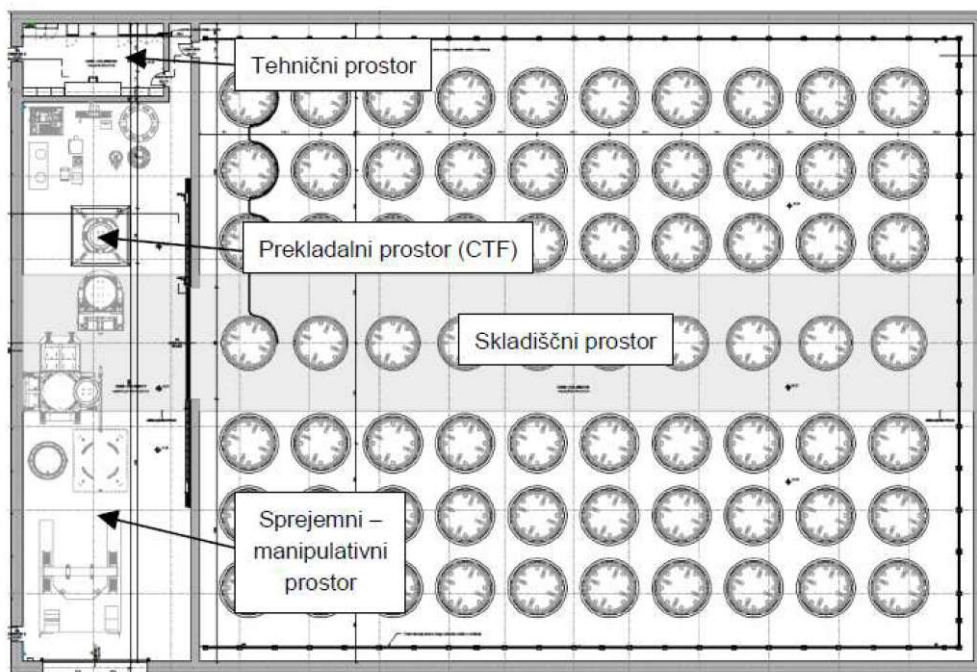 Tehnični prostor
Prekladalni prostor (CTF)
Skladiščni prostor
Sprejemni –
manipulativni
prostor